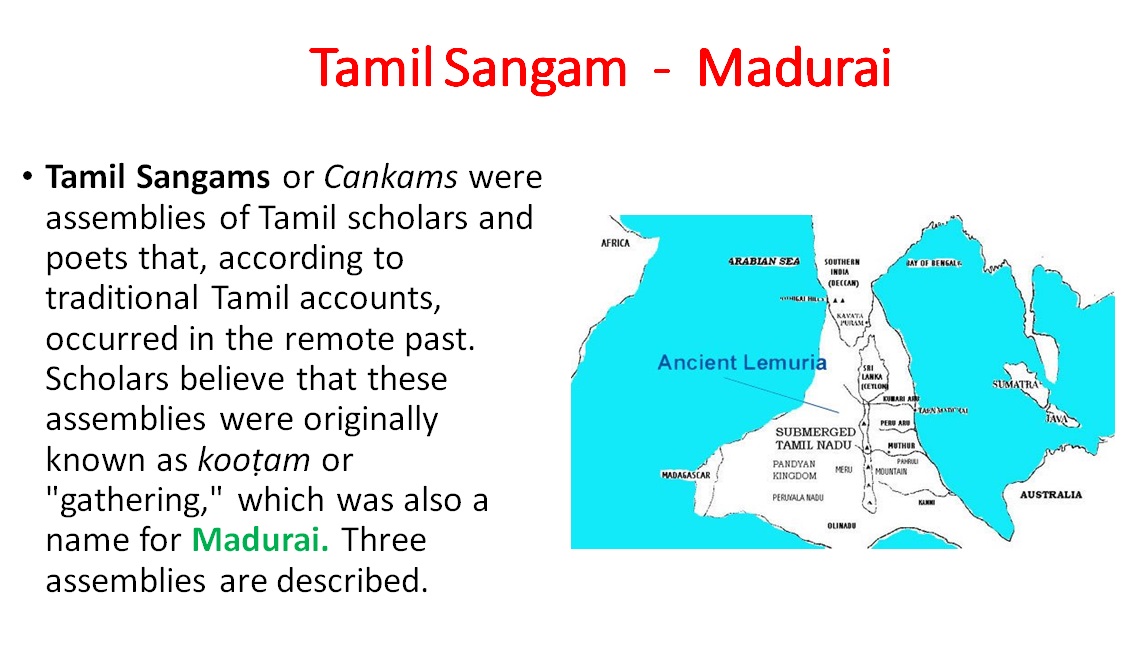 Tamil Sangam - Madurai
• Tamil Sangams or Cankams were
assemblies of Tamil scholars and
poets that, according to
traditional Tamil accounts,
occurred in the remote past.
Scholars believe that these
assemblies were originally
known as kooṭam or
"gathering," which was also a
name for Madurai. Three
assemblies are described.
AFRICA
ARABIAN SEA
SOUTHERN
INDIA
(DECCAN)
BAY OF BENGAL
KAVATA
PURAM
Ancient Lemuria
SRI
LANKA
(CEYLON)
KUMARI ARU
SUMATRA
JAVA
PERU ARU
SUBMERGED
TAMIL NADU
MUTHUR
PANDYAN
KINGDOM
MERU
MOUNTAIN
PAHRULI
MADAGASCAR
PERUVALA NADU
KANNI
AUSTRALIA
OLINADU